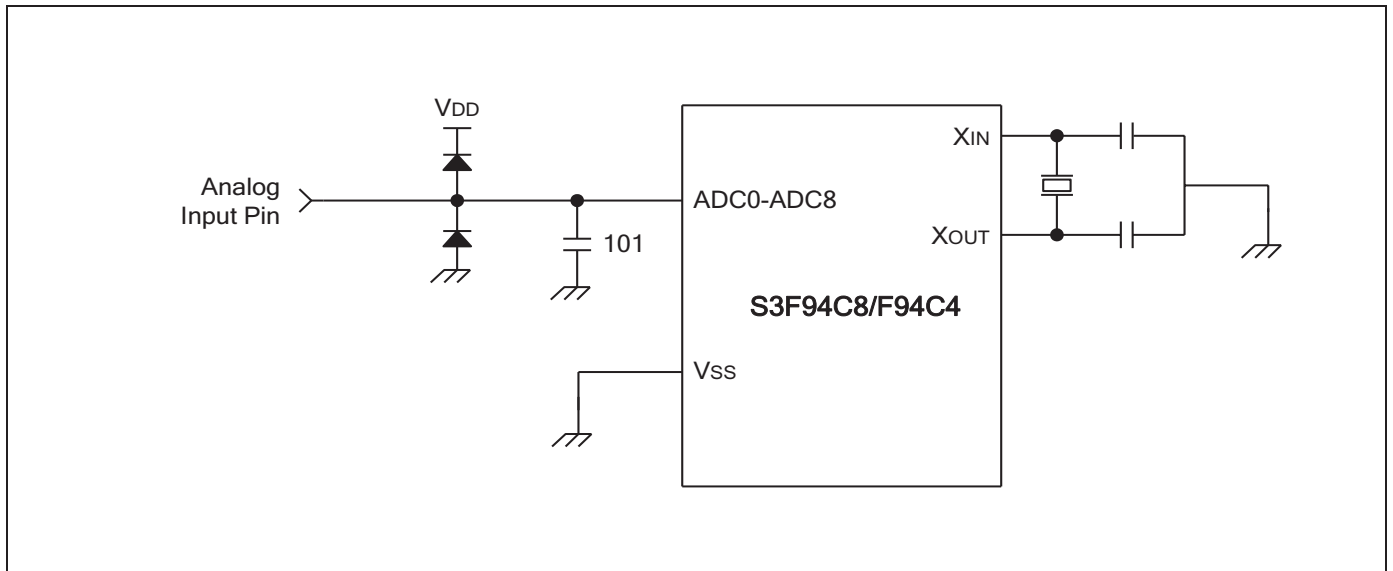 VDD
Analog
Input Pin
ADC0-ADC8
101
XIN
XOUT
S3F94C8/F94C4
VSS